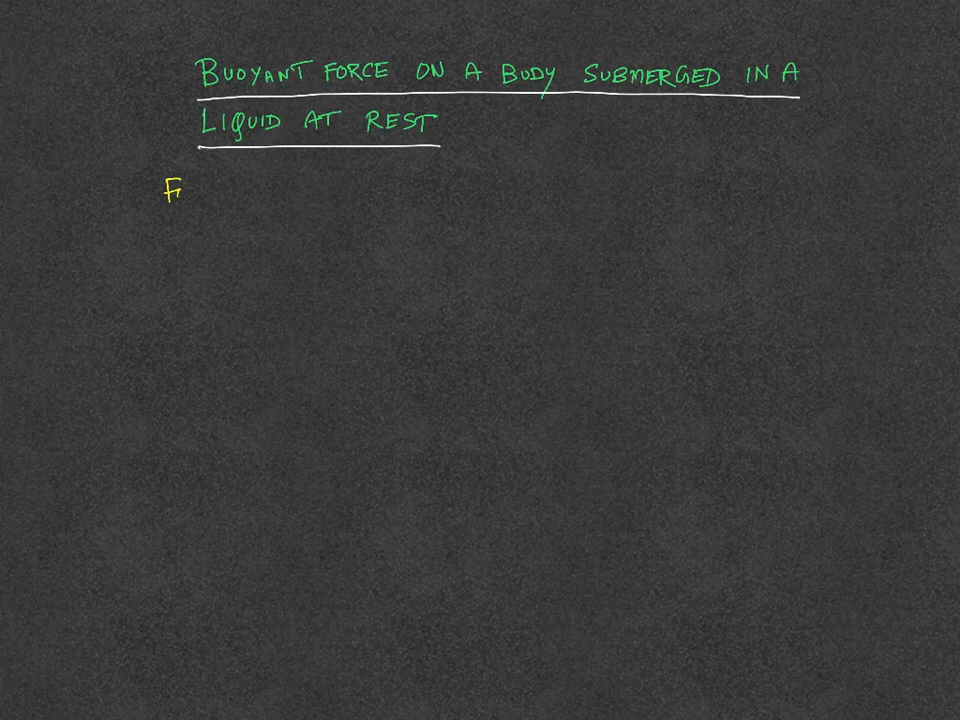 BUOYANT FORCE ON A BODY SUBMERGED IN A
LIQUID AT REST
F